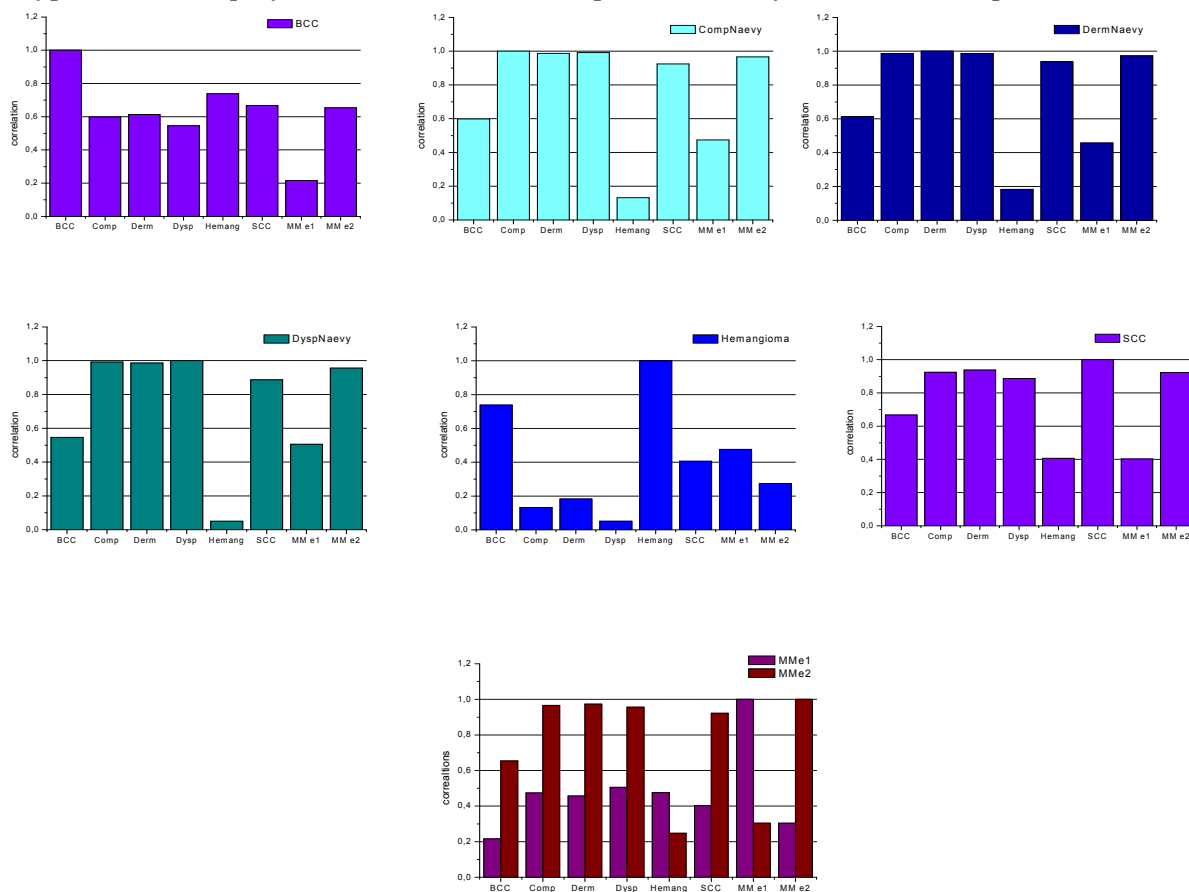 BCC
1,2
1,0
0,8
0,6
0,4
0,2
0,0
correlation
BCC Comp Derm Dysp Hemang SCC MM e1 MM e2
CompNaevy
1,2
1,0
0,8
0,6
0,4
0,2
0,0
correlation
BCC Comp Derm Dysp Hemang SCC MM e1 MM e2
DermNaevy
1,2
1,0
0,8
0,6
0,4
0,2
0,0
correlation
BCC Comp Derm Dysp Hemang SCC MM e1 MM e2
DyspNaevy
1,2
1,0
0,8
0,6
0,4
0,2
0,0
correlation
BCC Comp Derm Dysp Hemang SCC MM e1 MM e2
Hemangioma
1,2
1,0
0,8
0,6
0,4
0,2
0,0
correlation
BCC Comp Derm Dysp Hemang SCC MM e1 MM e2
SCC
1,2
1,0
0,8
0,6
0,4
0,2
0,0
correlation
BCC Comp Derm Dysp Hemang SCC MM e1 MM e2
MMe1
MMe2
1,2
1,0
0,8
0,6
0,4
0,2
correaltions
BCC Comp Derm Dysp Hemang SCC MM e1 MM e2